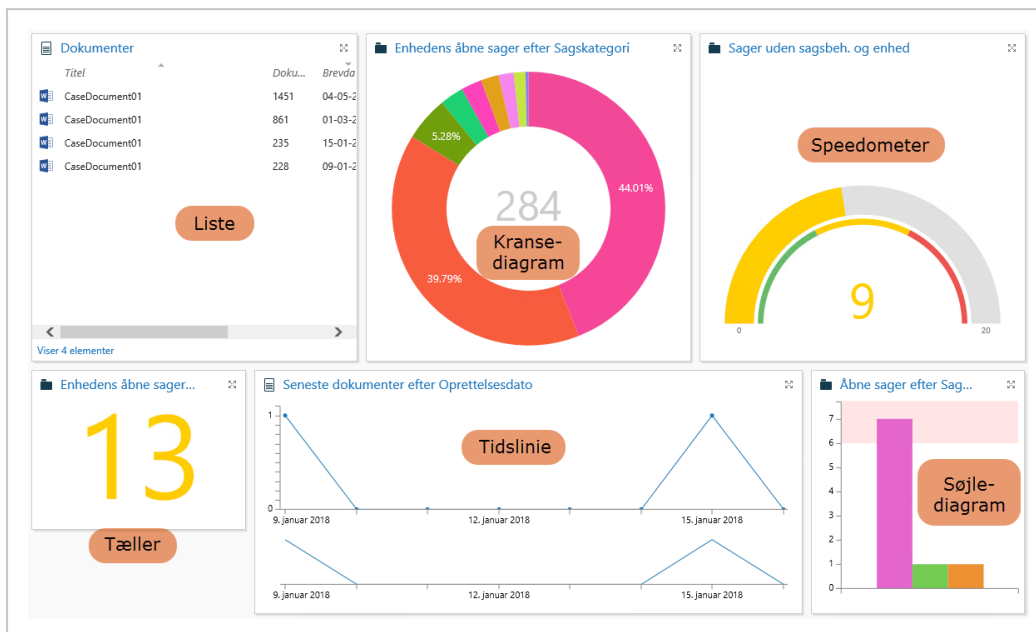 Dokumenter
Titel Doku... Brevda
CaseDocument01 1451 04-05-2
CaseDocument01 861 01-03-2
CaseDocument01 235 15-01-2
CaseDocument01 228 09-01-2
Liste
Viser 4 elementer
Enhedens åbne sager efter Sagskategori
5.28%
44.01%
284
Kranse-
diagram
39.79%
Sager uden sagsbeh. og enhed
Speedometer
9
0 20
Enhedens åbne sager...
13
Tæller
Seneste dokumenter efter Oprettelsesdato
1
Tidslinie
0
9. januar 2018 12. januar 2018 15. januar 2018
9. januar 2018 12. januar 2018 15. januar 2018
Åbne sager efter Sag...
7
6
5
4
3
2
1
0
Søjle-
diagram